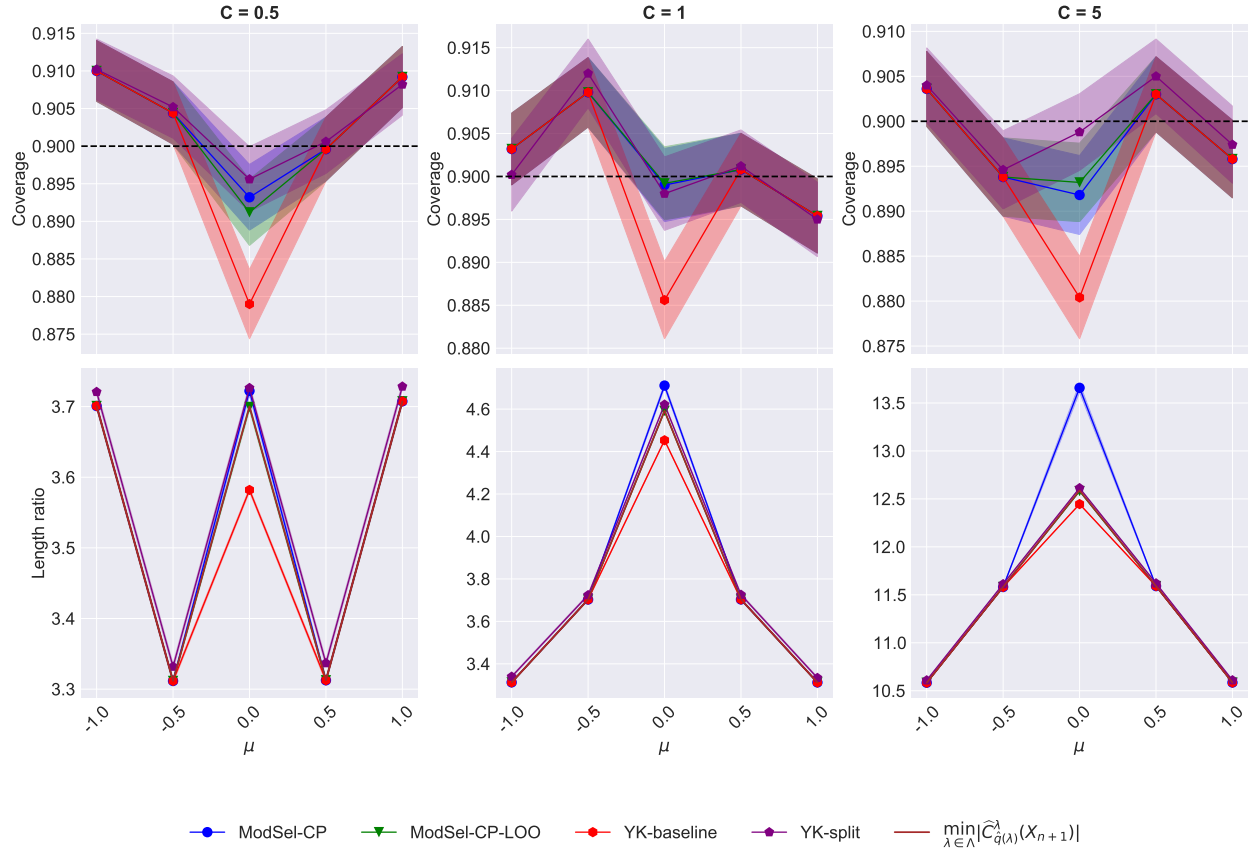 C = 0.5
C = 1
C = 5
Coverage
0.915
0.910
0.905
0.900
0.895
0.890
0.885
0.880
0.875
Coverage
0.915
0.910
0.905
0.900
0.895
0.890
0.885
0.880
Coverage
0.910
0.905
0.900
0.895
0.890
0.885
0.880
0.875
Length ratio
3.7
3.6
3.5
3.4
3.3
4.6
4.4
4.2
4.0
3.8
3.6
3.4
13.5
13.0
12.5
12.0
11.5
11.0
10.5
-1.0 -0.5 0.0 0.5 1.0
-1.0 -0.5 0.0 0.5 1.0
-1.0 -0.5 0.0 0.5 1.0
μ
μ
μ
ModSel-CP
ModSel-CP-LOO
YK-baseline
YK-split
$\min_{\lambda \in \Lambda} |\widehat{C}^{\lambda}_{\hat{q}(\lambda)}(X_{n+1})|$